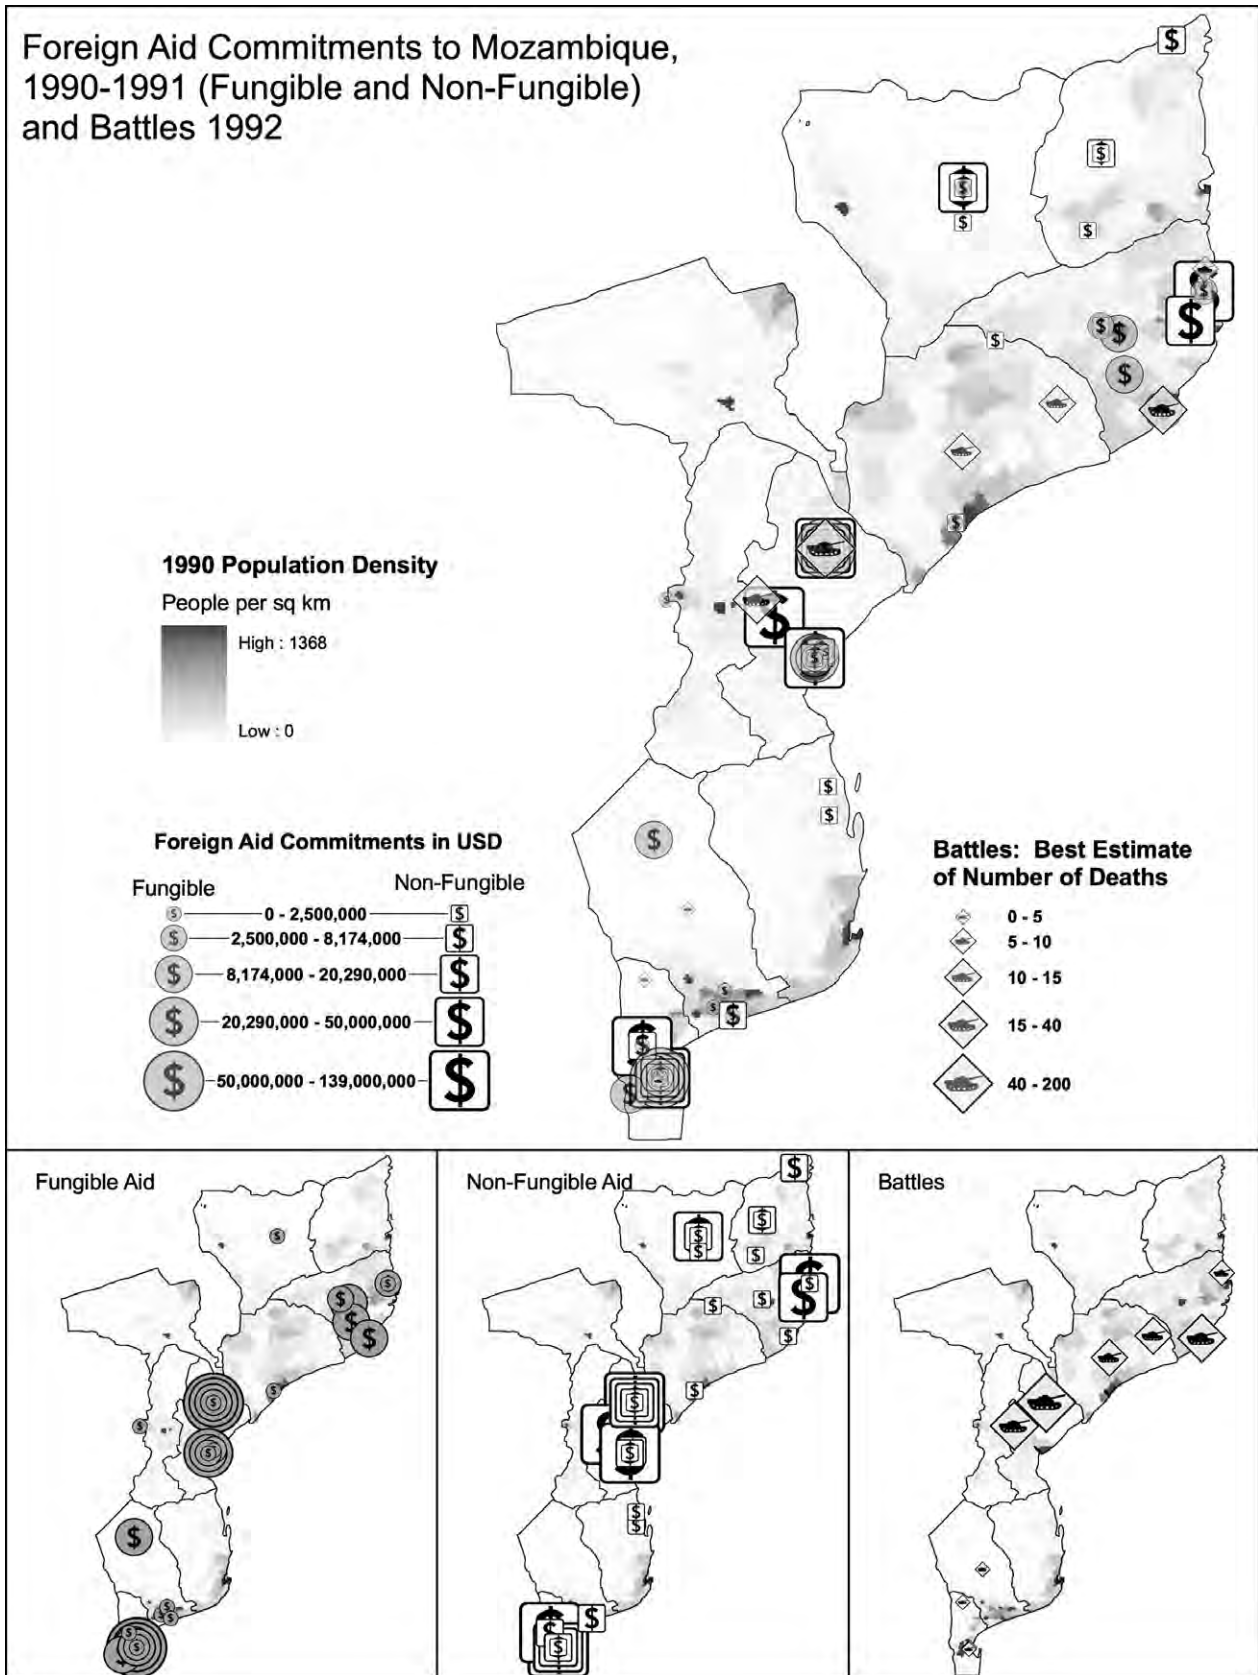 Foreign Aid Commitments to Mozambique,
1990-1991 (Fungible and Non-Fungible)
and Battles 1992
1990 Population Density
People per sq km
High : 1368
Low : 0
Foreign Aid Commitments in USD
Fungible
Non-Fungible
$ 0 - 2,500,000 $
$ 2,500,000 - 8,174,000 $
$ 8,174,000 - 20,290,000 $
$ 20,290,000 - 50,000,000 $
$ 50,000,000 - 139,000,000 $
Battles: Best Estimate
of Number of Deaths
0 - 5
5 - 10
10 - 15
15 - 40
40 - 200
Fungible Aid
Non-Fungible Aid
Battles